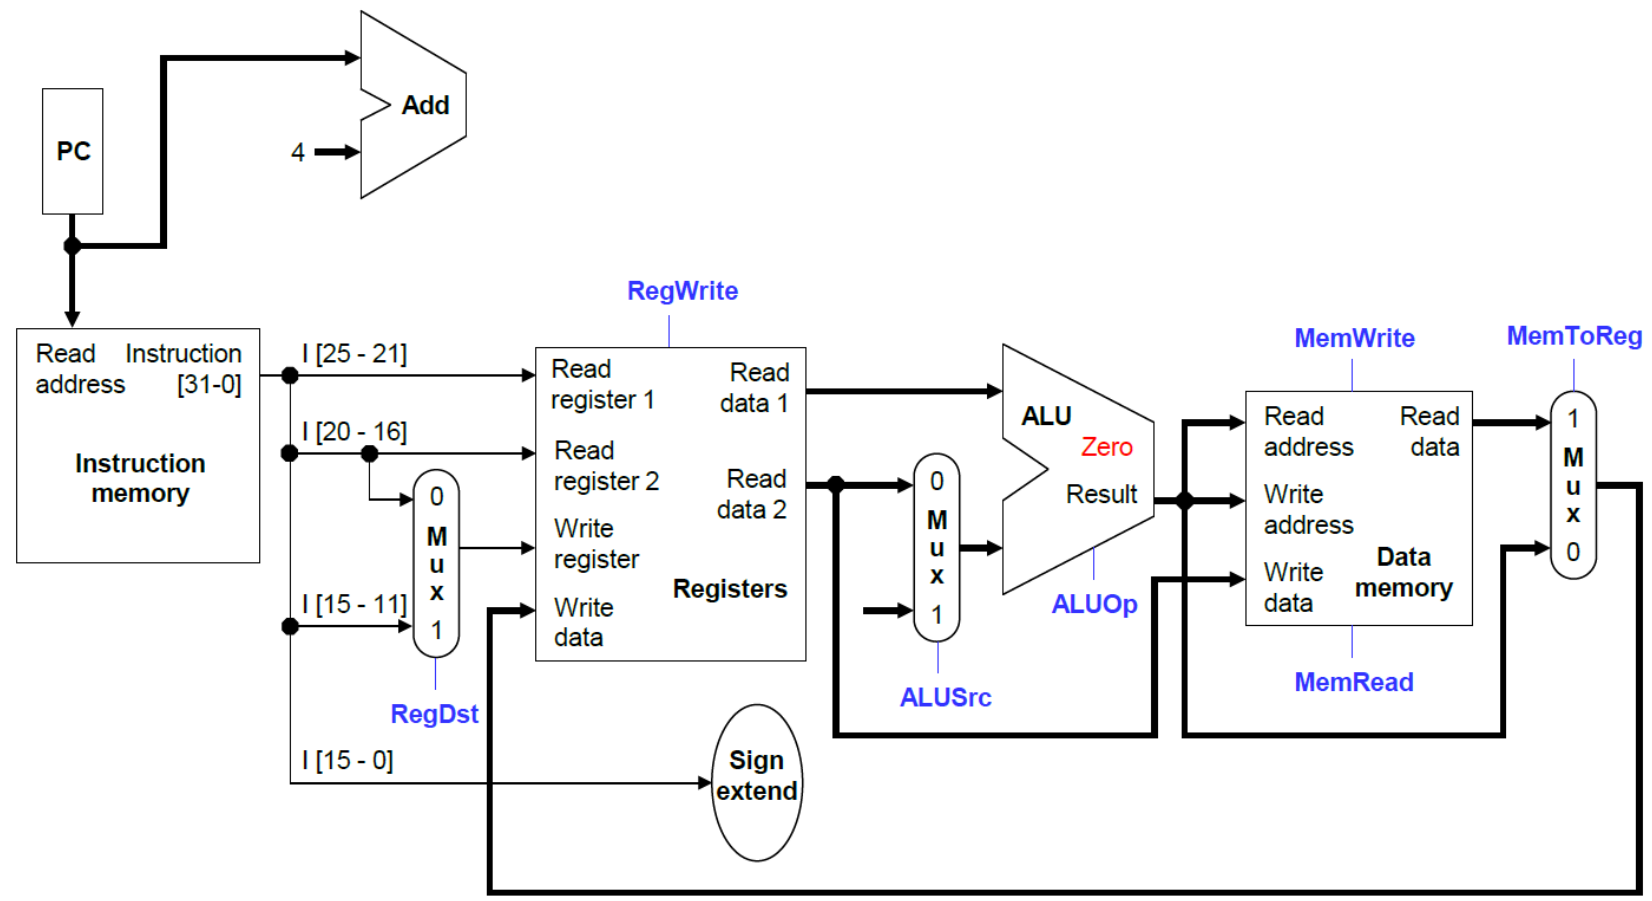 Add
PC
4
RegWrite
MemWrite
MemToReg
Read Instruction
address [31-0]
Instruction
memory
I [25 - 21]
I [20 - 16]
I [15 - 11]
I [15 - 0]
0
M
u
x
1
RegDst
Read
register 1
Read
register 2
Write
register
Write
data
Read
data 1
Read
data 2
Registers
Sign
extend
0
M
u
x
1
ALUSrc
ALU
Zero
Result
ALUOp
Read
address
Write
address
Write
data
Read
data
Data
memory
MemRead
1
M
u
x
0